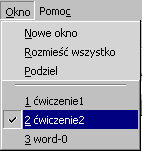 Okno Pomoc
Nowe okno
Rozmieść wszystko
Podziel
1 ćwiczenie1
2 ćwiczenie2
3 word-0